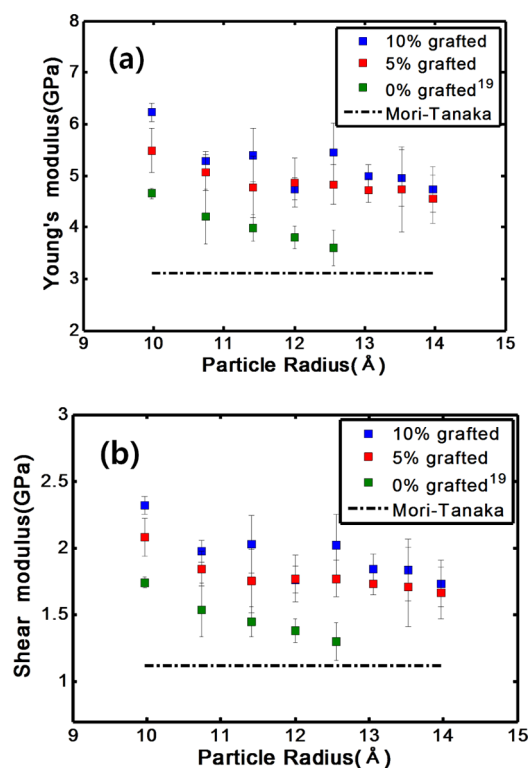 (a)
10% grafted
5% grafted
0% grafted19
Mori-Tanaka
Young's modulus(GPa)
8
7
6
5
4
3
2
9 10 11 12 13 14 15
Particle Radius(Å)
(b)
10% grafted
5% grafted
0% grafted19
Mori-Tanaka
Shear modulus(GPa)
3
2.5
2
1.5
1
9 10 11 12 13 14 15
Particle Radius(Å)